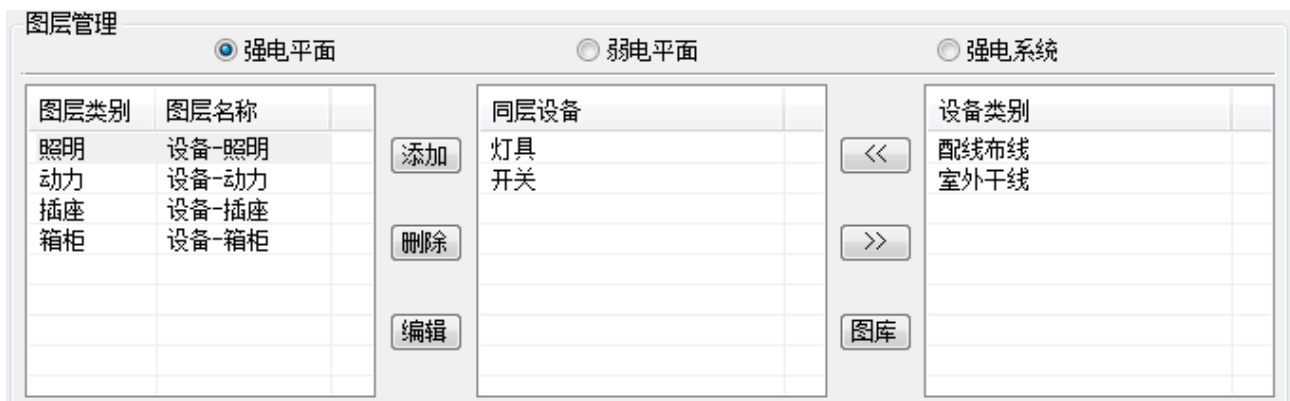 图层管理
强电平面 弱电平面 强电系统
图层类别 图层名称 同层设备 设备类别
照明 设备-照明 添加 灯具 << 配线布线
动力 设备-动力 开关 室外干线
插座 设备-插座
箱柜 设备-箱柜 删除 >>
编辑 图库